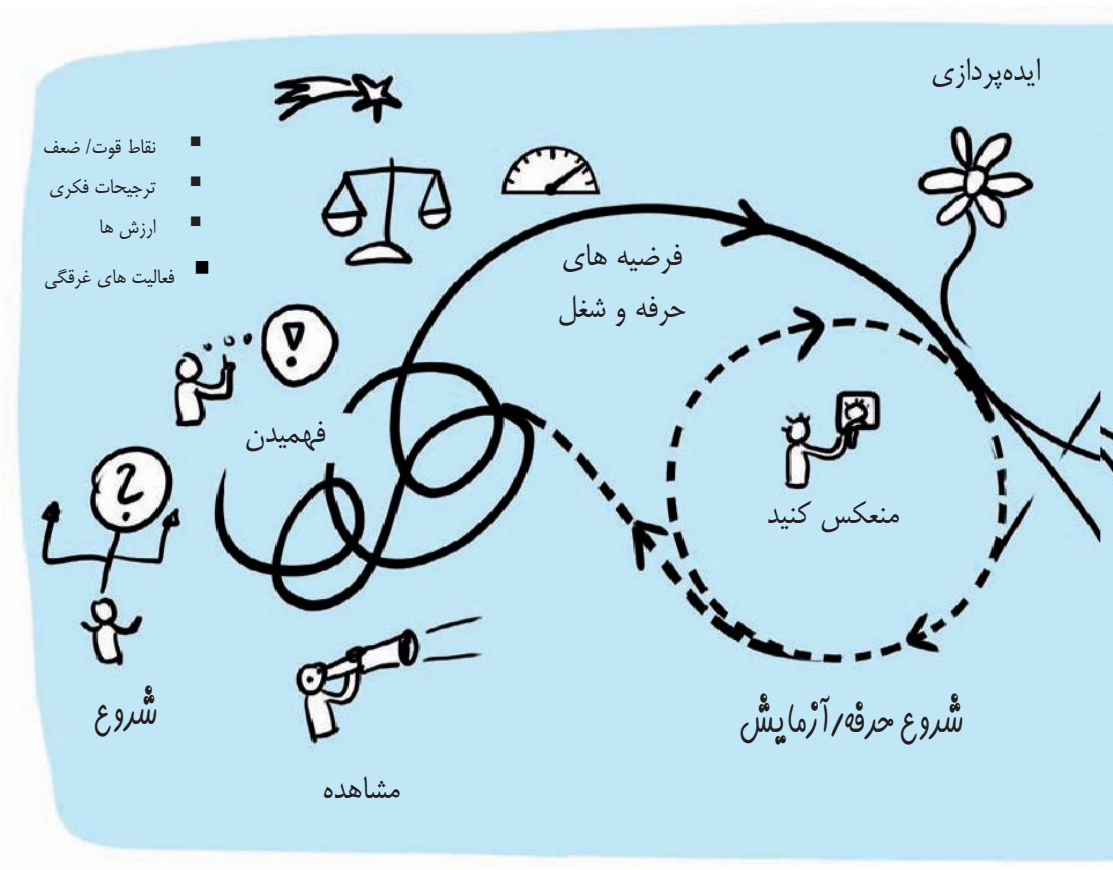 ایده‌پردازی
نقاط قوت/ ضعف
ترجیحات فکری
ارزش ها
فعالیت های غرقگی
فرضیه های
حرفه و شغل
!
فهمیدن
?
منعکس کنید
شروع
شروع حرفه/آزمایش
مشاهده